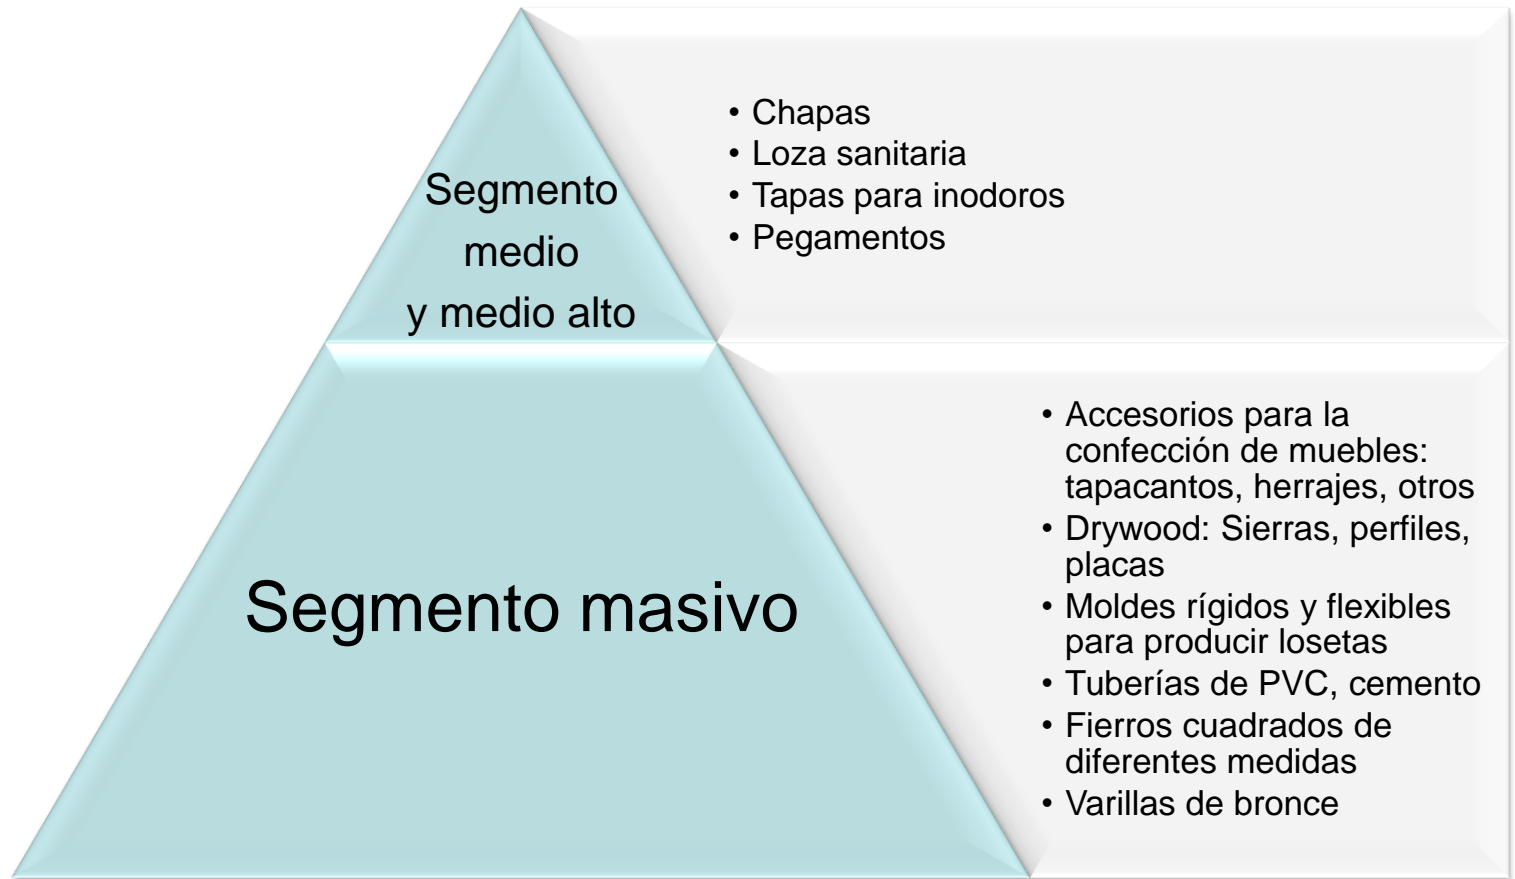 Segmento
medio
y medio alto
• Chapas
• Loza sanitaria
• Tapas para inodoros
• Pegamentos
Segmento masivo
• Accesorios para la
confección de muebles:
tapacantos, herrajes, otros
• Drywood: Sierras, perfiles,
placas
• Moldes rígidos y flexibles
para producir losetas
• Tuberías de PVC, cemento
• Fierros cuadrados de
diferentes medidas
• Varillas de bronce